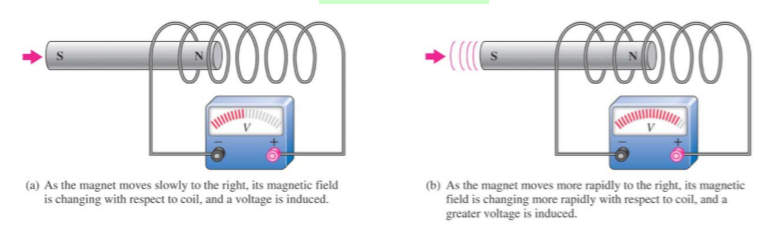 S
N
V
−
+
(a) As the magnet moves slowly to the right, its magnetic field
is changing with respect to coil, and a voltage is induced.
S
N
V
−
+
(b) As the magnet moves more rapidly to the right, its magnetic
field is changing more rapidly with respect to coil, and a
greater voltage is induced.